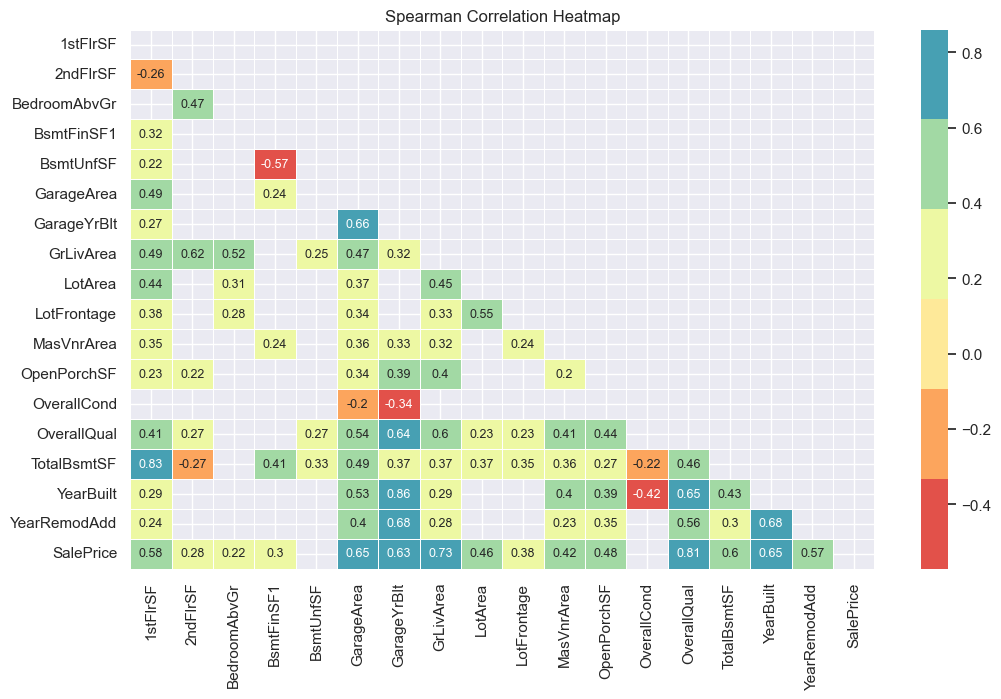 Spearman Correlation Heatmap
1stFlrSF
2ndFlrSF -0.26
BedroomAbvGr 0.47
BsmtFinSF1 0.32
BsmtUnfSF 0.22 -0.57
GarageArea 0.49 0.24
GarageYrBlt 0.27 0.66
GrLivArea 0.49 0.62 0.52 0.25 0.47 0.32
LotArea 0.44 0.31 0.37 0.45
LotFrontage 0.38 0.28 0.34 0.33 0.55
MasVnrArea 0.35 0.24 0.36 0.33 0.32 0.24
OpenPorchSF 0.23 0.22 0.34 0.39 0.4 0.2
OverallCond -0.2 -0.34
OverallQual 0.41 0.27 0.27 0.54 0.64 0.6 0.23 0.23 0.41 0.44
TotalBsmtSF 0.83 -0.27 0.41 0.33 0.49 0.37 0.37 0.37 0.35 0.36 0.27 -0.22 0.46
YearBuilt 0.29 0.53 0.86 0.29 0.4 0.39 -0.42 0.65 0.43
YearRemodAdd 0.24 0.4 0.68 0.28 0.23 0.35 0.56 0.3 0.68
SalePrice 0.58 0.28 0.22 0.3 0.65 0.63 0.73 0.46 0.38 0.42 0.48 0.81 0.6 0.65 0.57
1stFlrSF
2ndFlrSF
BedroomAbvGr
BsmtFinSF1
BsmtUnfSF
GarageArea
GarageYrBlt
GrLivArea
LotArea
LotFrontage
MasVnrArea
OpenPorchSF
OverallCond
OverallQual
TotalBsmtSF
YearBuilt
YearRemodAdd
SalePrice
0.8
0.6
0.4
0.2
0.0
−0.2
−0.4